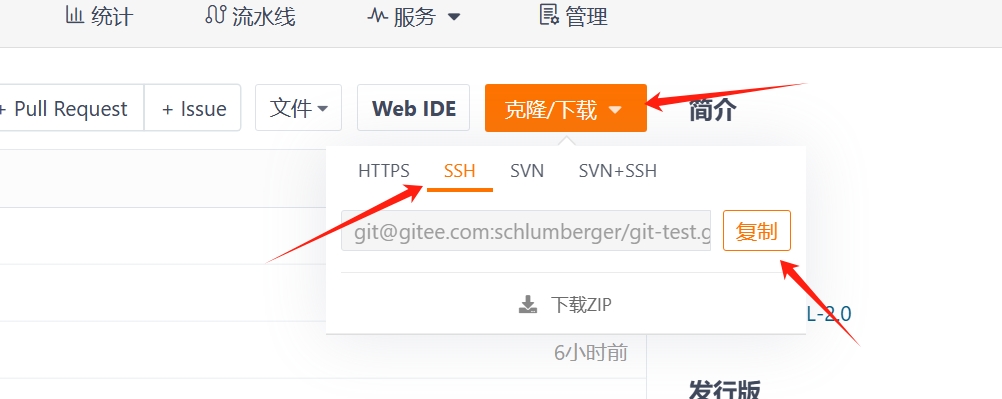 统计 流水线 服务 管理
+ Pull Request + Issue 文件 Web IDE 克隆/下载 简介
HTTPS SSH SVN SVN+SSH
git@gitee.com:schlumberger/git-test.g 复制
下载ZIP L-2.0
6小时前
发行版